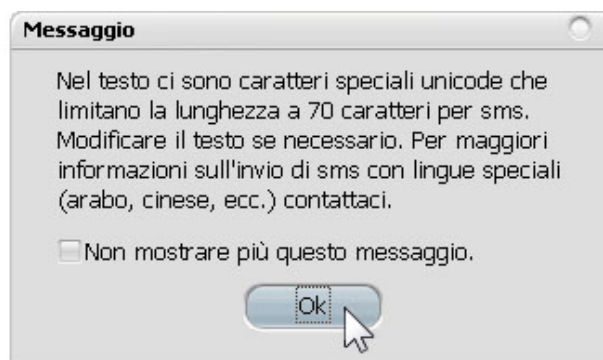 Messaggio
Nel testo ci sono caratteri speciali unicode che
limitano la lunghezza a 70 caratteri per sms.
Modificare il testo se necessario. Per maggiori
informazioni sull'invio di sms con lingue speciali
(arabo, cinese, ecc.) contattaci.
Non mostrare più questo messaggio.
Ok